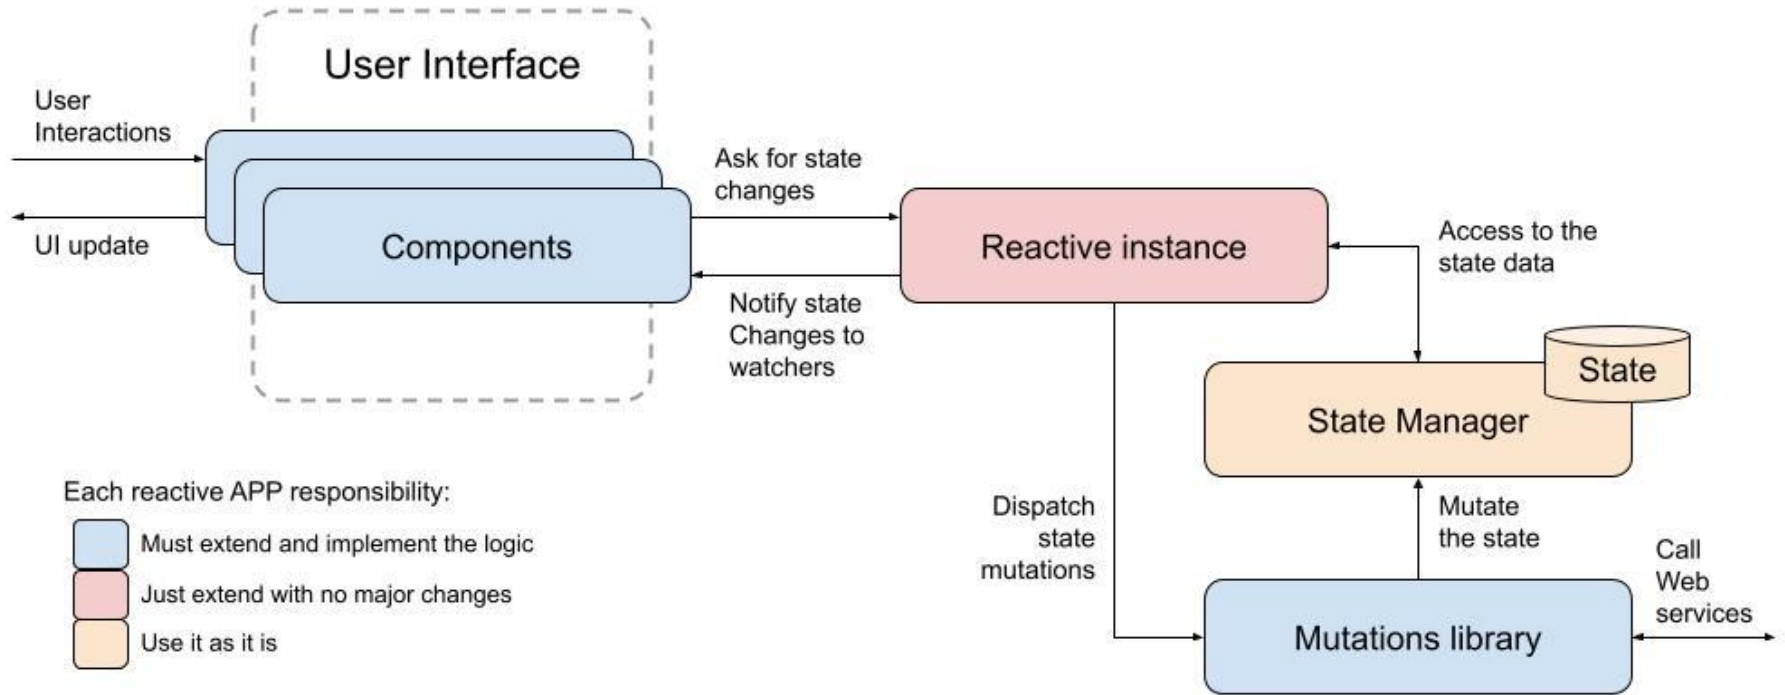 User Interface
User
Interactions
UI update
Components
Ask for state
changes
Notify state
Changes to
watchers
Reactive instance
Access to the
state data
State
State Manager
Dispatch
state
mutations
Mutate
the state
Call
Web
services
Mutations library
Each reactive APP responsibility:
Must extend and implement the logic
Just extend with no major changes
Use it as it is